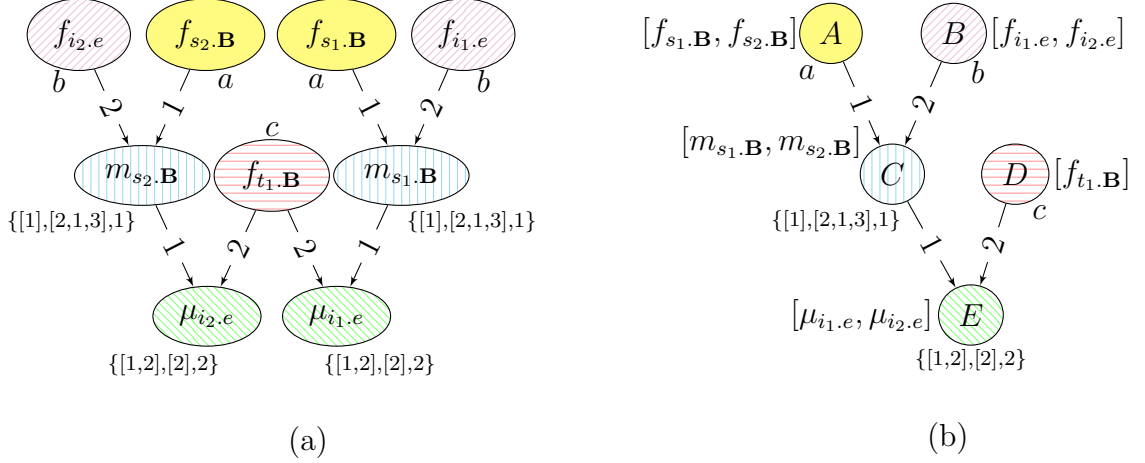 f_{i_2.e} f_{s_2.B} f_{s_1.B} f_{i_1.e}
b a a b
2 1 1 2
c
m_{s_2.B} f_{t_1.B} m_{s_1.B}
{[1],[2,1,3],1} {[1],[2,1,3],1}
1 2 2 1
μ_{i_2.e} μ_{i_1.e}
{[1,2],[2],2} {[1,2],[2],2}
(a)
[f_{s_1.B}, f_{s_2.B}] A B [f_{i_1.e}, f_{i_2.e}]
a b
1 2
[m_{s_1.B}, m_{s_2.B}] C D [f_{t_1.B}]
{[1],[2,1,3],1} c
1 2
[μ_{i_1.e}, μ_{i_2.e}] E
{[1,2],[2],2}
(b)